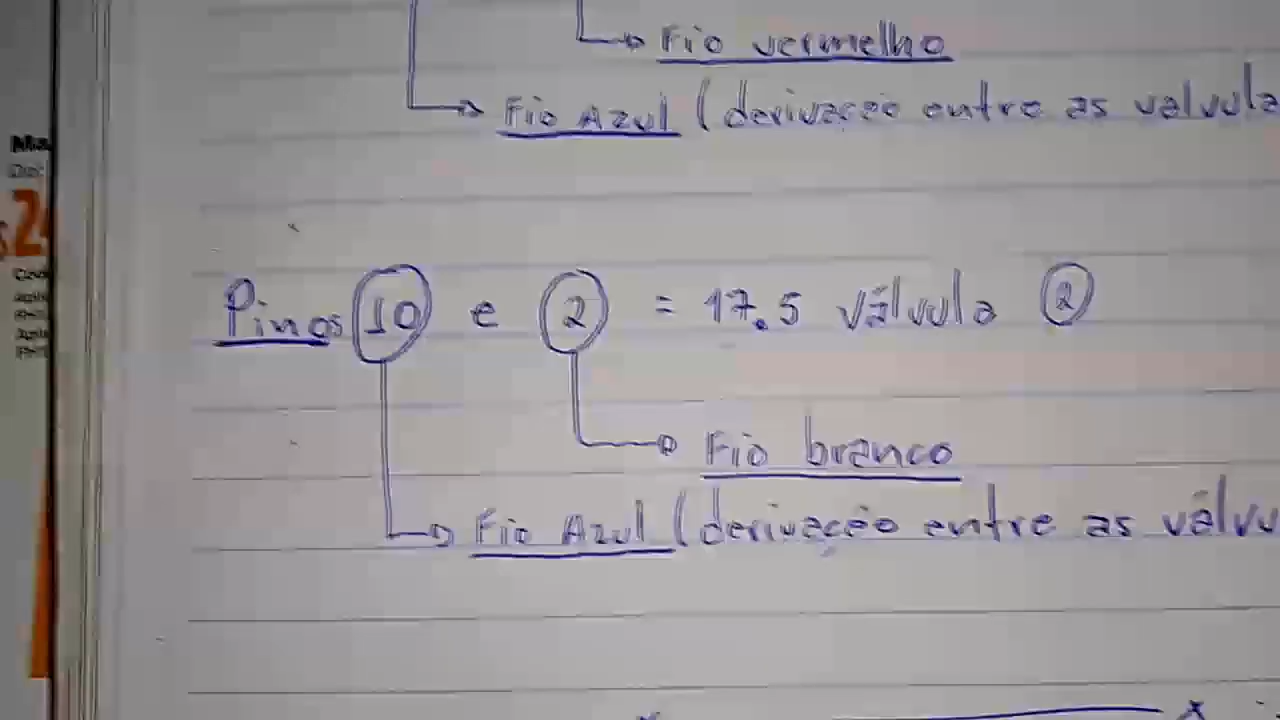 Fio vermelho
Fio Azul (derivação entre as válvula
Pinos 10 e 2 = 17.5 válvula 2
Fio branco
Fio Azul (derivação entre as válvu